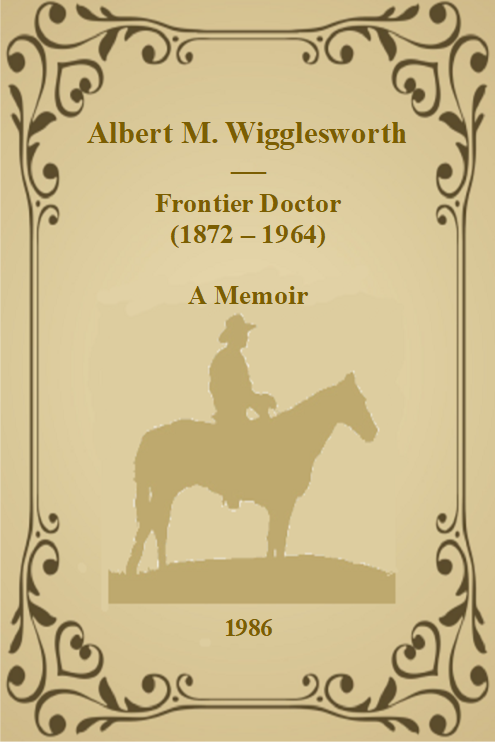 Albert M. Wigglesworth
—
Frontier Doctor
(1872 – 1964)
A Memoir
1986